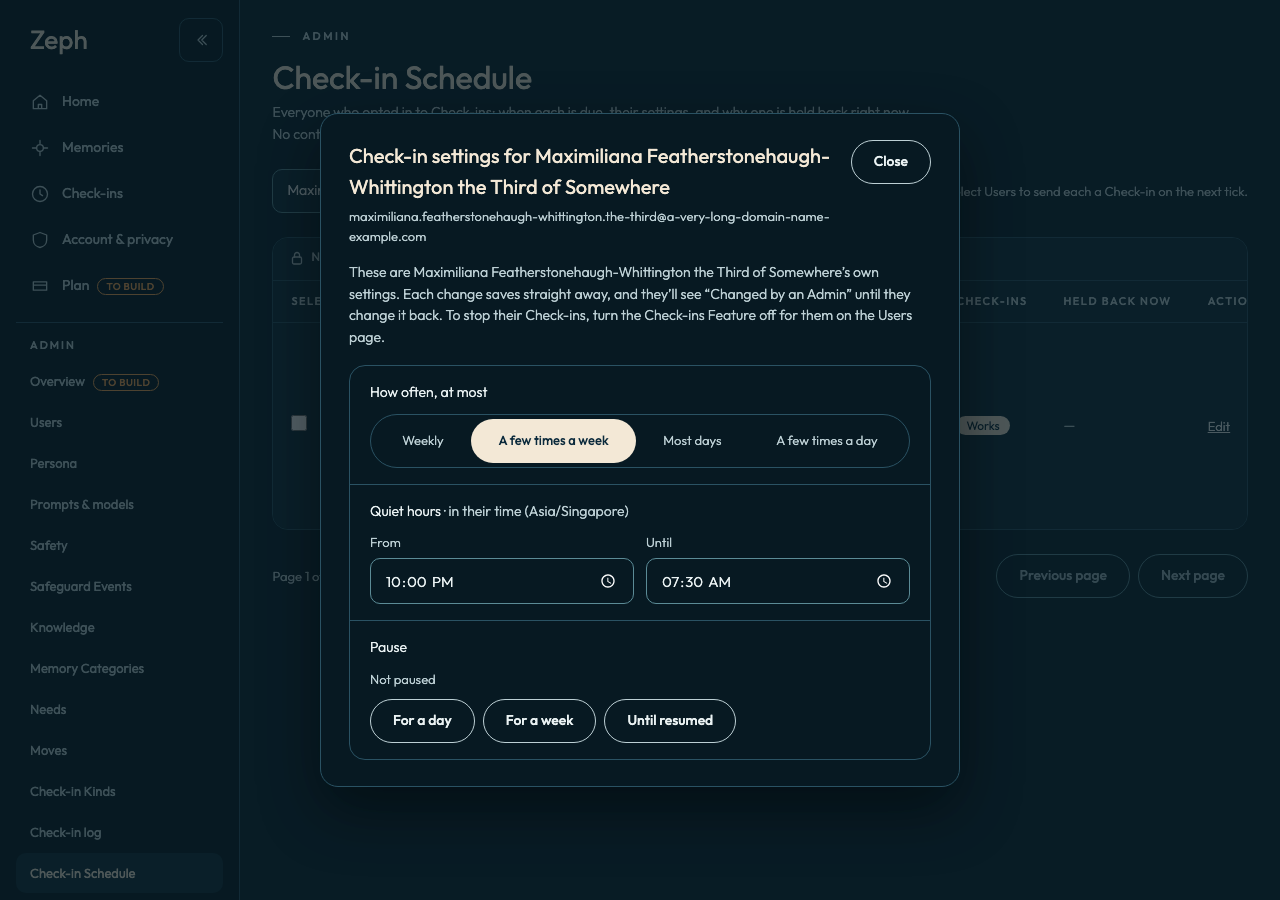 Zeph
Home
Memories
Check-ins
Account & privacy
Plan TO BUILD
ADMIN
Overview TO BUILD
Users
Persona
Prompts & models
Safety
Safeguard Events
Knowledge
Memory Categories
Needs
Moves
Check-in Kinds
Check-in log
Check-in Schedule
ADMIN
Check-in Schedule
Everyone who opted in to Check-ins: when each is due, their settings, and why one is held back right now.
No cont
Maxim
lect Users to send each a Check-in on the next tick.
CHECK-INS HELD BACK NOW
Works — Edit
Page 1
Previous page Next page
Check-in settings for Maximiliana Featherstonehaugh-
Whittington the Third of Somewhere
Close
maximiliana.featherstonehaugh-whittington.the-third@a-very-long-domain-name-
example.com
These are Maximiliana Featherstonehaugh-Whittington the Third of Somewhere’s own
settings. Each change saves straight away, and they’ll see “Changed by an Admin” until they
change it back. To stop their Check-ins, turn the Check-ins Feature off for them on the Users
page.
How often, at most
Weekly A few times a week Most days A few times a day
Quiet hours · in their time (Asia/Singapore)
From Until
10:00 PM 07:30 AM
Pause
Not paused
For a day For a week Until resumed